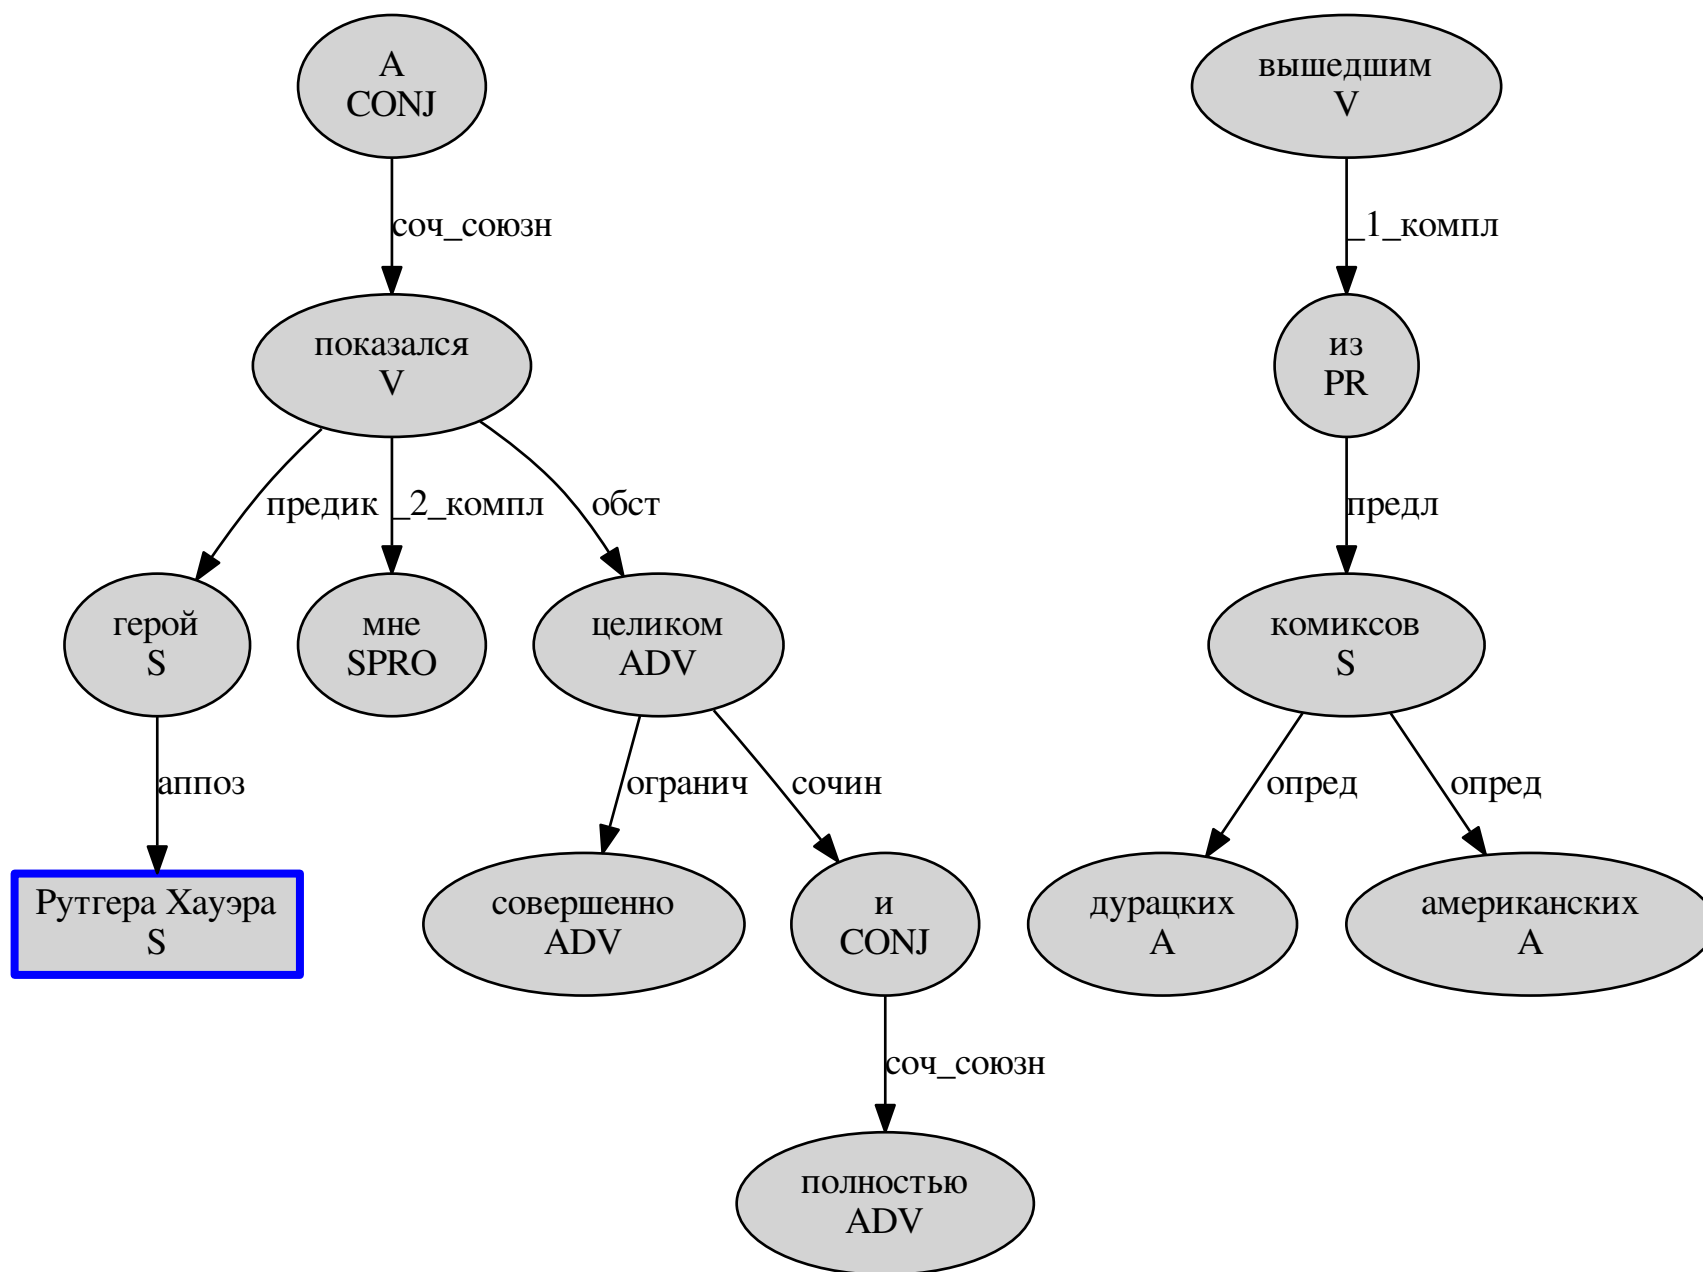 А
CONJ
вышедшим
V
соч_союзн
_1_компл
показался
V
из
PR
предик
_2_компл
обст
предл
герой
S
мне
SPRO
целиком
ADV
комиксов
S
аппоз
огранич
сочин
опред
опред
Рутгера Хауэра
S
совершенно
ADV
и
CONJ
дурацких
A
американских
A
соч_союзн
полностью
ADV